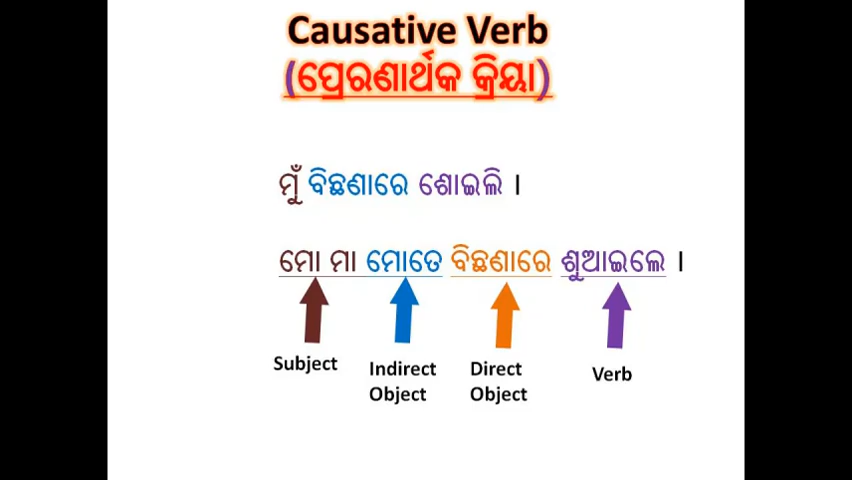 Causative Verb
(ପ୍ରେରଣାର୍ଥକ କ୍ରିୟା)
ମୁଁ ବିଛଣାରେ ଶୋଇଲି ।
ମୋ ମା ମୋତେ ବିଛଣାରେ ଶୁଆଇଲେ ।
Subject Indirect Object Direct Object Verb